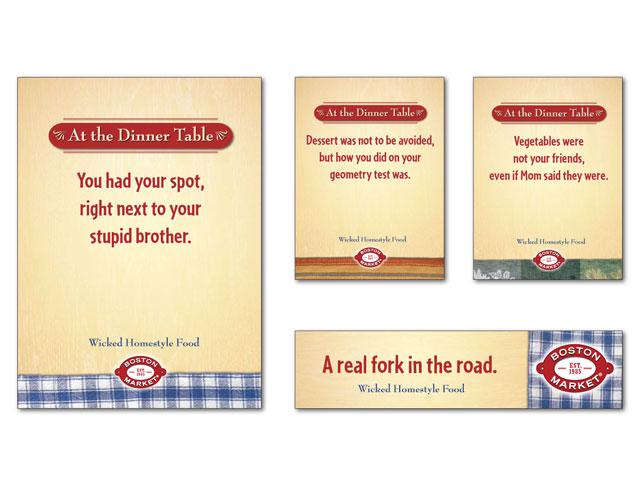 At the Dinner Table
You had your spot,
right next to your
stupid brother.
Wicked Homestyle Food
BOSTON
EST.
1985
MARKET®
At the Dinner Table
Dessert was not to be avoided,
but how you did on your
geometry test was.
Wicked Homestyle Food
BOSTON
MARKET
At the Dinner Table
Vegetables were
not your friends,
even if Mom said they were.
Wicked Homestyle Food
BOSTON
MARKET
A real fork in the road.
Wicked Homestyle Food
BOSTON
EST.
1985
MARKET®